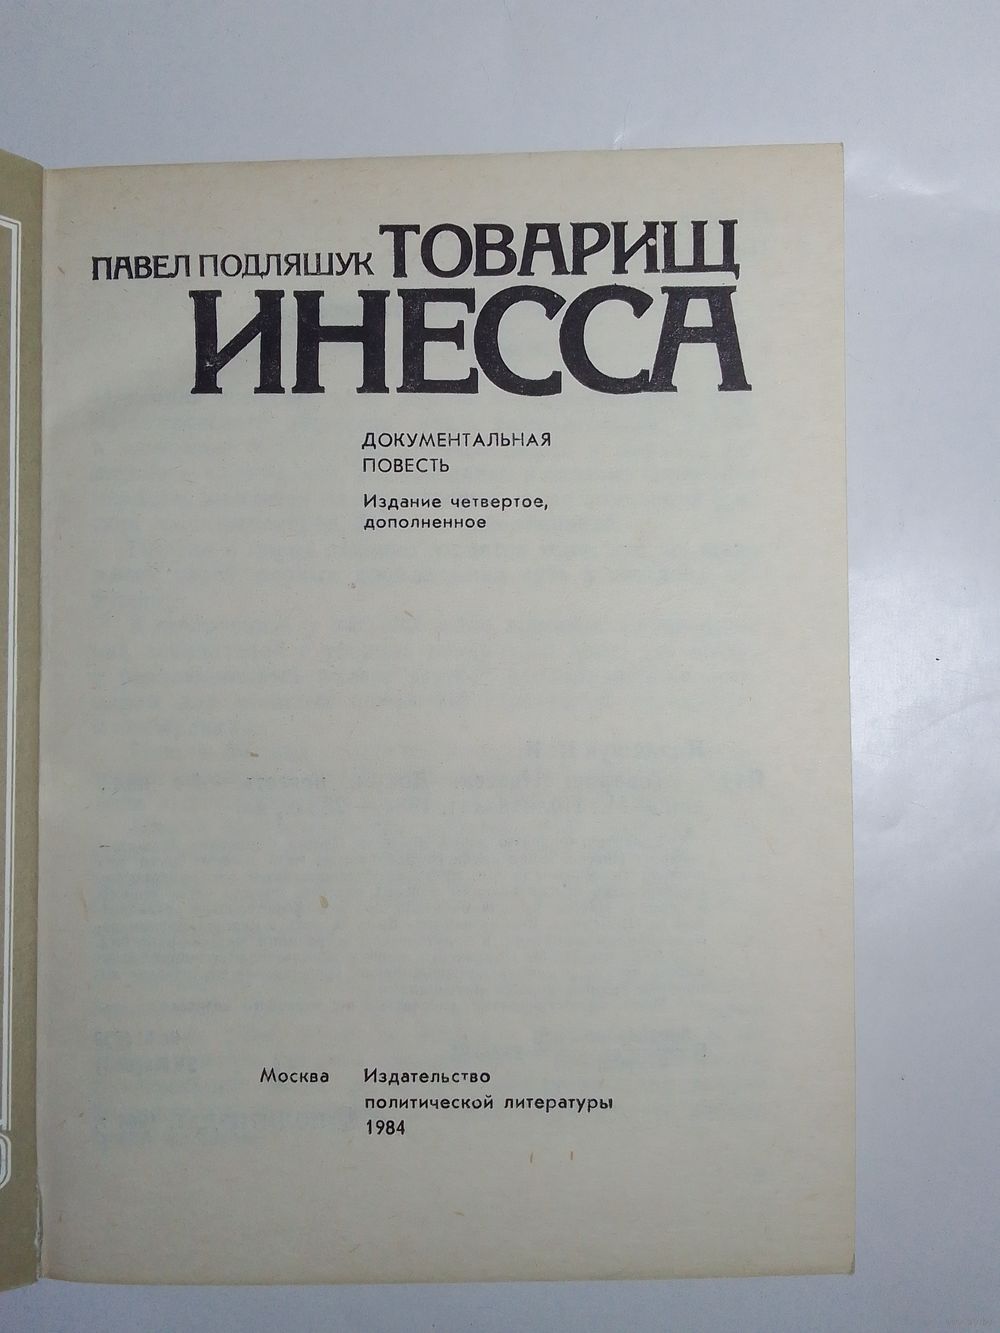 ПАВЕЛ ПОДЛЯШУК ТОВАРИЩ
ИНЕССА
ДОКУМЕНТАЛЬНАЯ
ПОВЕСТЬ
Издание четвертое,
дополненное
Москва Издательство
политической литературы
1984